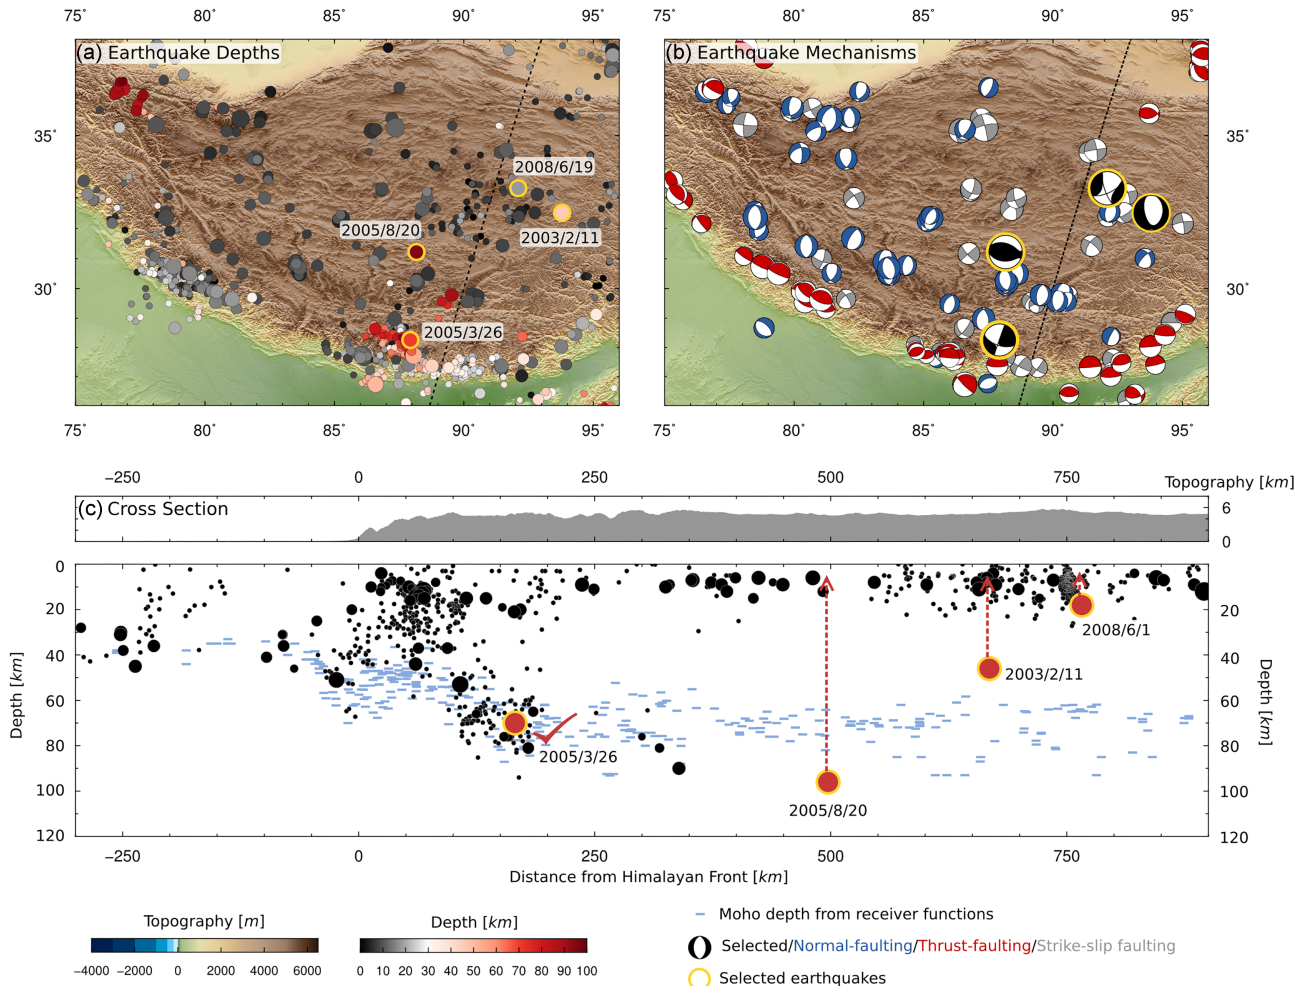 75° 80° 85° 90° 95° 75° 80° 85° 90° 95°
(a) Earthquake Depths
(b) Earthquake Mechanisms
35° 35°
30° 30°
2008/6/19
2003/2/11
2005/8/20
2005/3/26
75° 80° 85° 90° 95° 75° 80° 85° 90° 95°
−250 0 250 500 750
Topography [km]
(c) Cross Section
6
0
0
20 20
40 40
60 60
80 80
100 100
120 120
Depth [km]
Depth [km]
2008/6/1
2003/2/11
2005/3/26
2005/8/20
−250 0 250 500 750
Distance from Himalayan Front [km]
Topography [m]
−4000 −2000 0 2000 4000 6000
Depth [km]
0 10 20 30 40 50 60 70 80 90 100
Moho depth from receiver functions
Selected/Normal-faulting/Thrust-faulting/Strike-slip faulting
Selected earthquakes